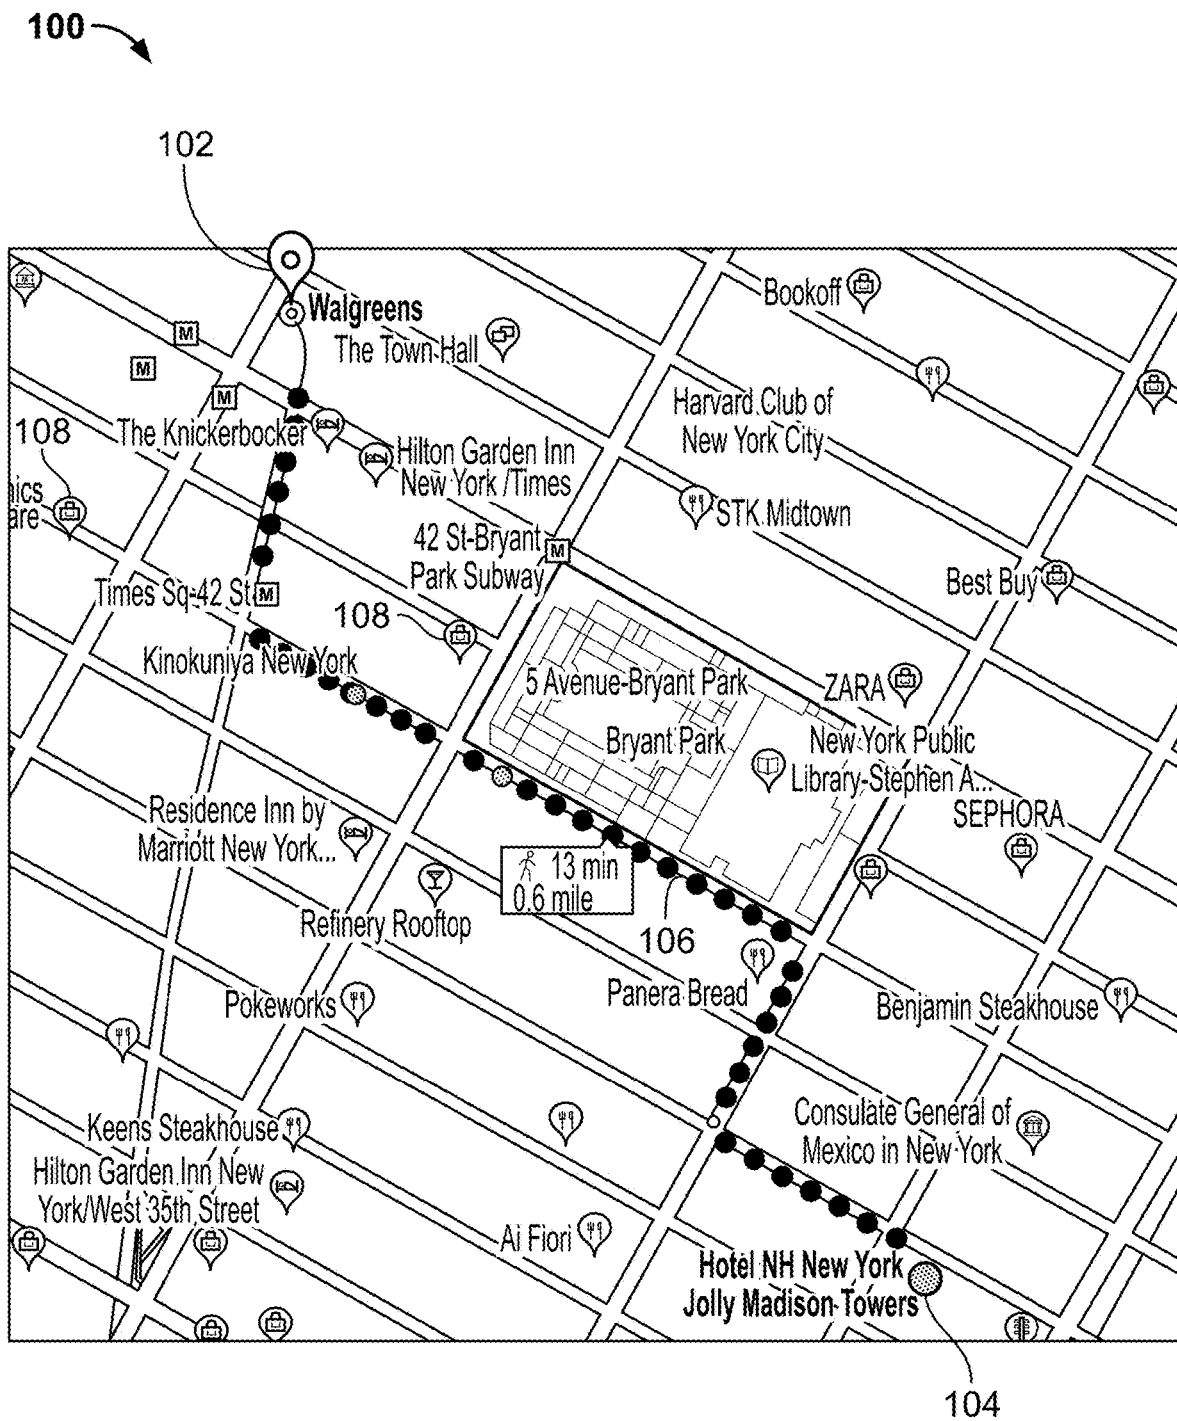 100
102
Walgreens
The Town Hall
Bookoff
M
M
M
Harvard Club of
New York City
108
The Knickerbocker
Hilton Garden Inn
New York /Times
nics
are
STK Midtown
42 St-Bryant
Park Subway
M
Best Buy
Times Sq-42 St
M
108
Kinokuniya New York
5 Avenue-Bryant Park
ZARA
Bryant Park
New York Public
Library-Stephen A...
Residence Inn by
Marriott New York...
SEPHORA
13 min
0.6 mile
Refinery Rooftop
106
Panera Bread
Pokeworks
Benjamin Steakhouse
Keens Steakhouse
Consulate General of
Mexico in New York
Hilton Garden Inn New
York/West 35th Street
Ai Fiori
Hotel NH New York
Jolly Madison Towers
104